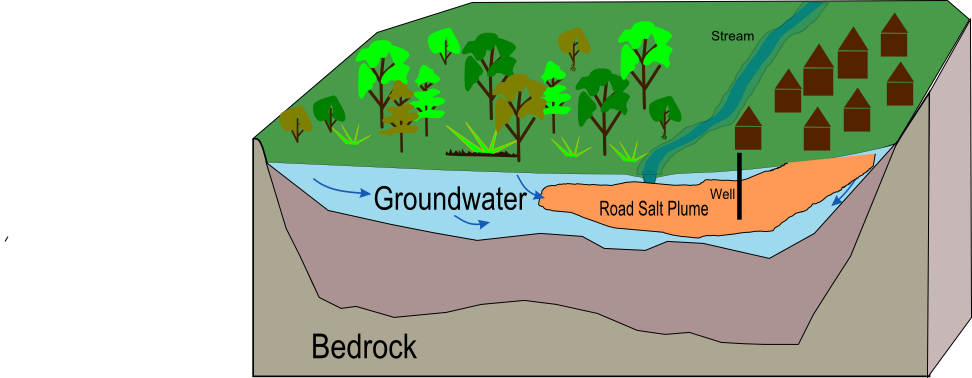 Stream
Well
Groundwater
Road Salt Plume
Bedrock